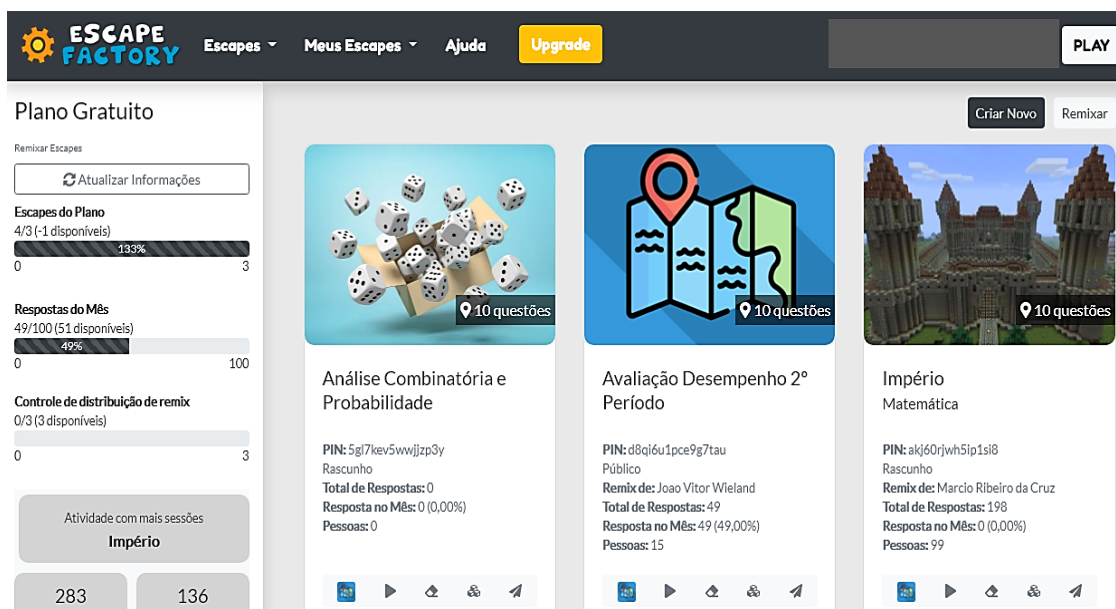 ESCAPE
FACTORY
Escapes
Meus Escapes
Ajuda
Upgrade
PLAY
Plano Gratuito
Remixar Escapes
Atualizar Informações
Escapes do Plano
4/3 (-1 disponíveis)
133%
0 3
Respostas do Mês
49/100 (51 disponíveis)
49%
0 100
Controle de distribuição de remix
0/3 (3 disponíveis)
0 3
Atividade com mais sessões
Império
283 136
Criar Novo
Remixar
10 questões
Análise Combinatória e
Probabilidade
PIN: 5gl7kev5wwjjzp3y
Rascunho
Total de Respostas: 0
Resposta no Mês: 0 (0,00%)
Pessoas: 0
10 questões
Avaliação Desempenho 2º
Período
PIN: d8qi6u1pce9g7tau
Público
Remix de: Joao Vitor Wieland
Total de Respostas: 49
Resposta no Mês: 49 (49,00%)
Pessoas: 15
10 questões
Império
Matemática
PIN: akj60rjwh5ip1si8
Rascunho
Remix de: Marcio Ribeiro da Cruz
Total de Respostas: 198
Resposta no Mês: 0 (0,00%)
Pessoas: 99